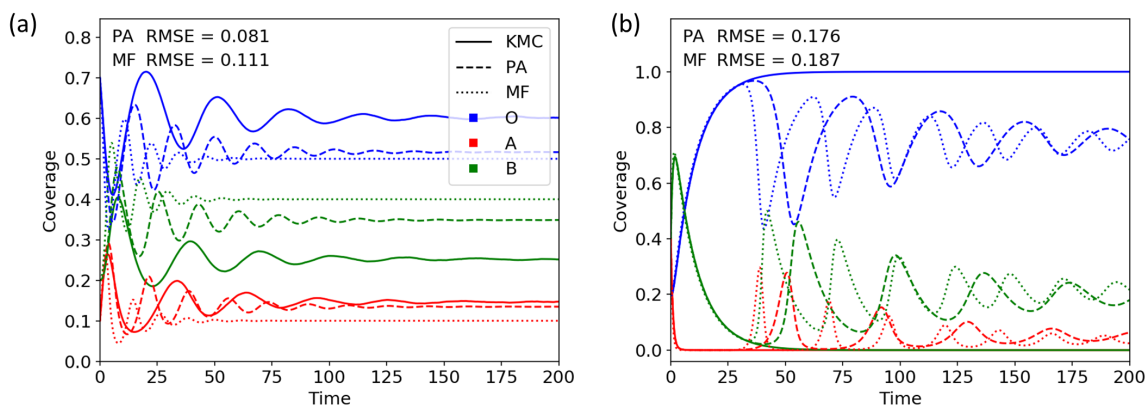 (a)
PA RMSE = 0.081
MF RMSE = 0.111
KMC
PA
MF
O
A
B
0.8
0.7
0.6
0.5
0.4
0.3
0.2
0.1
0.0
Coverage
0 25 50 75 100 125 150 175 200
Time
(b)
PA RMSE = 0.176
MF RMSE = 0.187
1.0
0.8
0.6
0.4
0.2
0.0
Coverage
0 25 50 75 100 125 150 175 200
Time